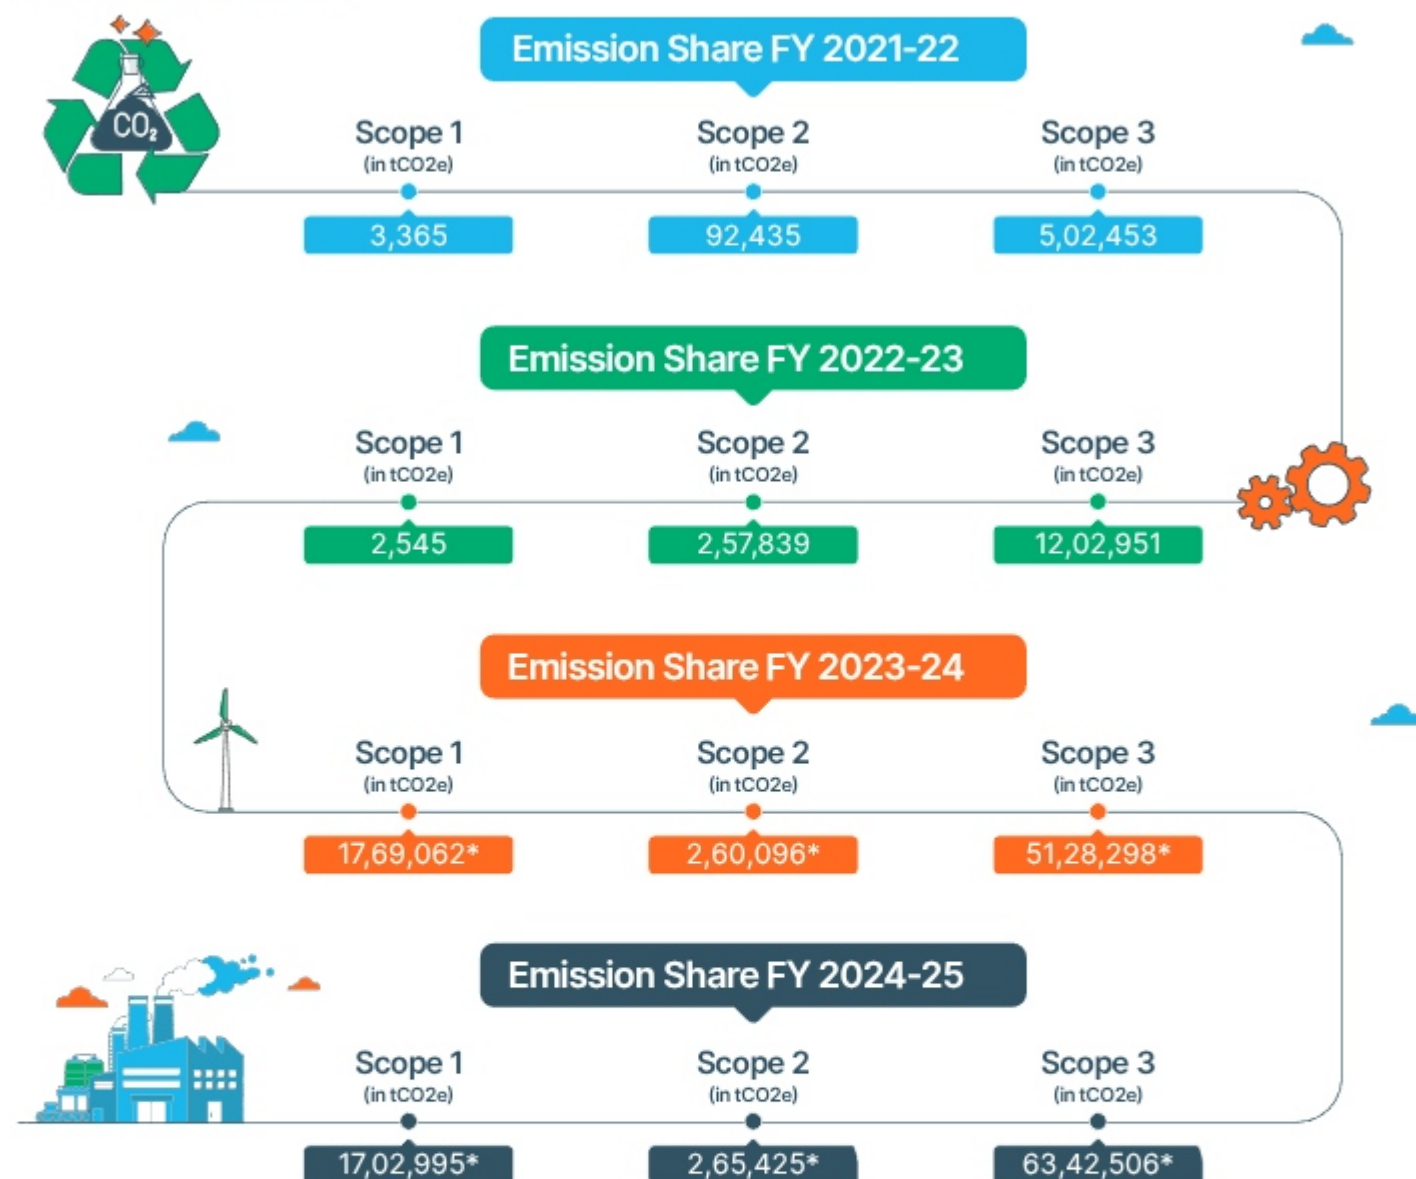 CO₂
Emission Share FY 2021-22
Scope 1 Scope 2 Scope 3
(in tCO2e) (in tCO2e) (in tCO2e)
3,365 92,435 5,02,453
Emission Share FY 2022-23
Scope 1 Scope 2 Scope 3
(in tCO2e) (in tCO2e) (in tCO2e)
2,545 2,57,839 12,02,951
Emission Share FY 2023-24
Scope 1 Scope 2 Scope 3
(in tCO2e) (in tCO2e) (in tCO2e)
17,69,062* 2,60,096* 51,28,298*
Emission Share FY 2024-25
Scope 1 Scope 2 Scope 3
(in tCO2e) (in tCO2e) (in tCO2e)
17,02,995* 2,65,425* 63,42,506*